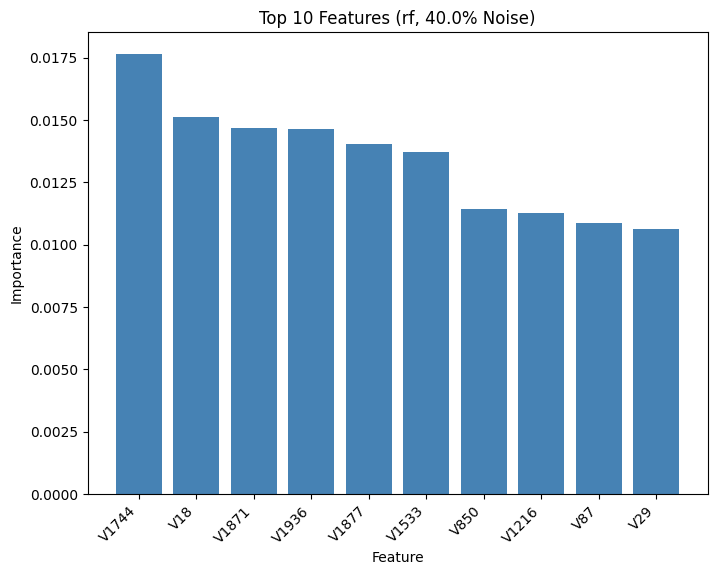 Top 10 Features (rf, 40.0% Noise)
0.0175
0.0150
0.0125
0.0100
0.0075
0.0050
0.0025
0.0000
Importance
V1744
V18
V1871
V1936
V1877
V1533
V850
V1216
V87
V29
Feature